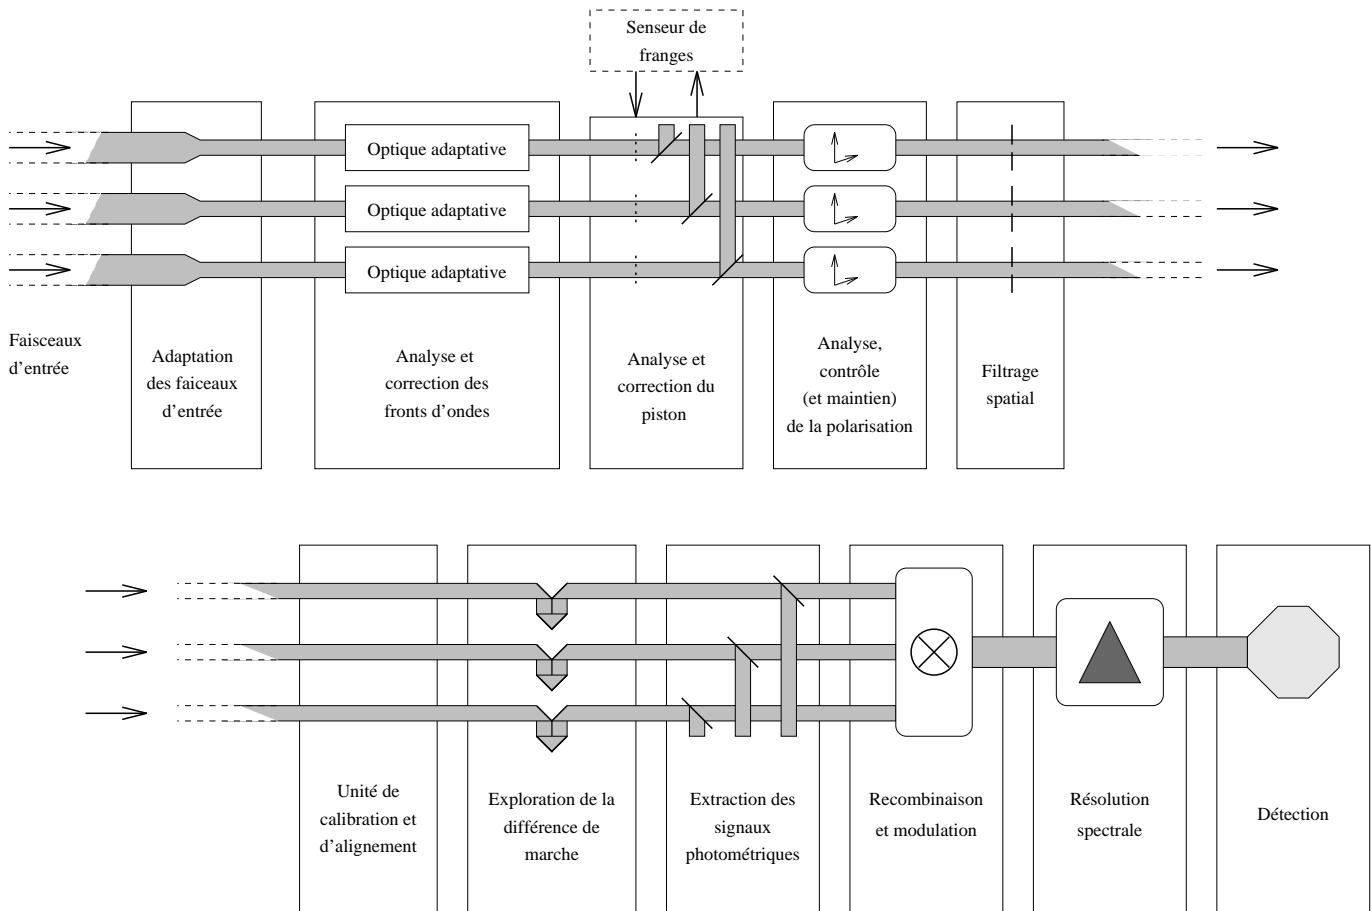 Senseur de
franges
Optique adaptative
Optique adaptative
Optique adaptative
Faisceaux
d'entrée
Adaptation
des faiceaux
d'entrée
Analyse et
correction des
fronts d'ondes
Analyse et
correction du
piston
Analyse,
contrôle
(et maintien)
de la polarisation
Filtrage
spatial
Unité de
calibration et
d'alignement
Exploration de la
différence de
marche
Extraction des
signaux
photométriques
Recombinaison
et modulation
Résolution
spectrale
Détection